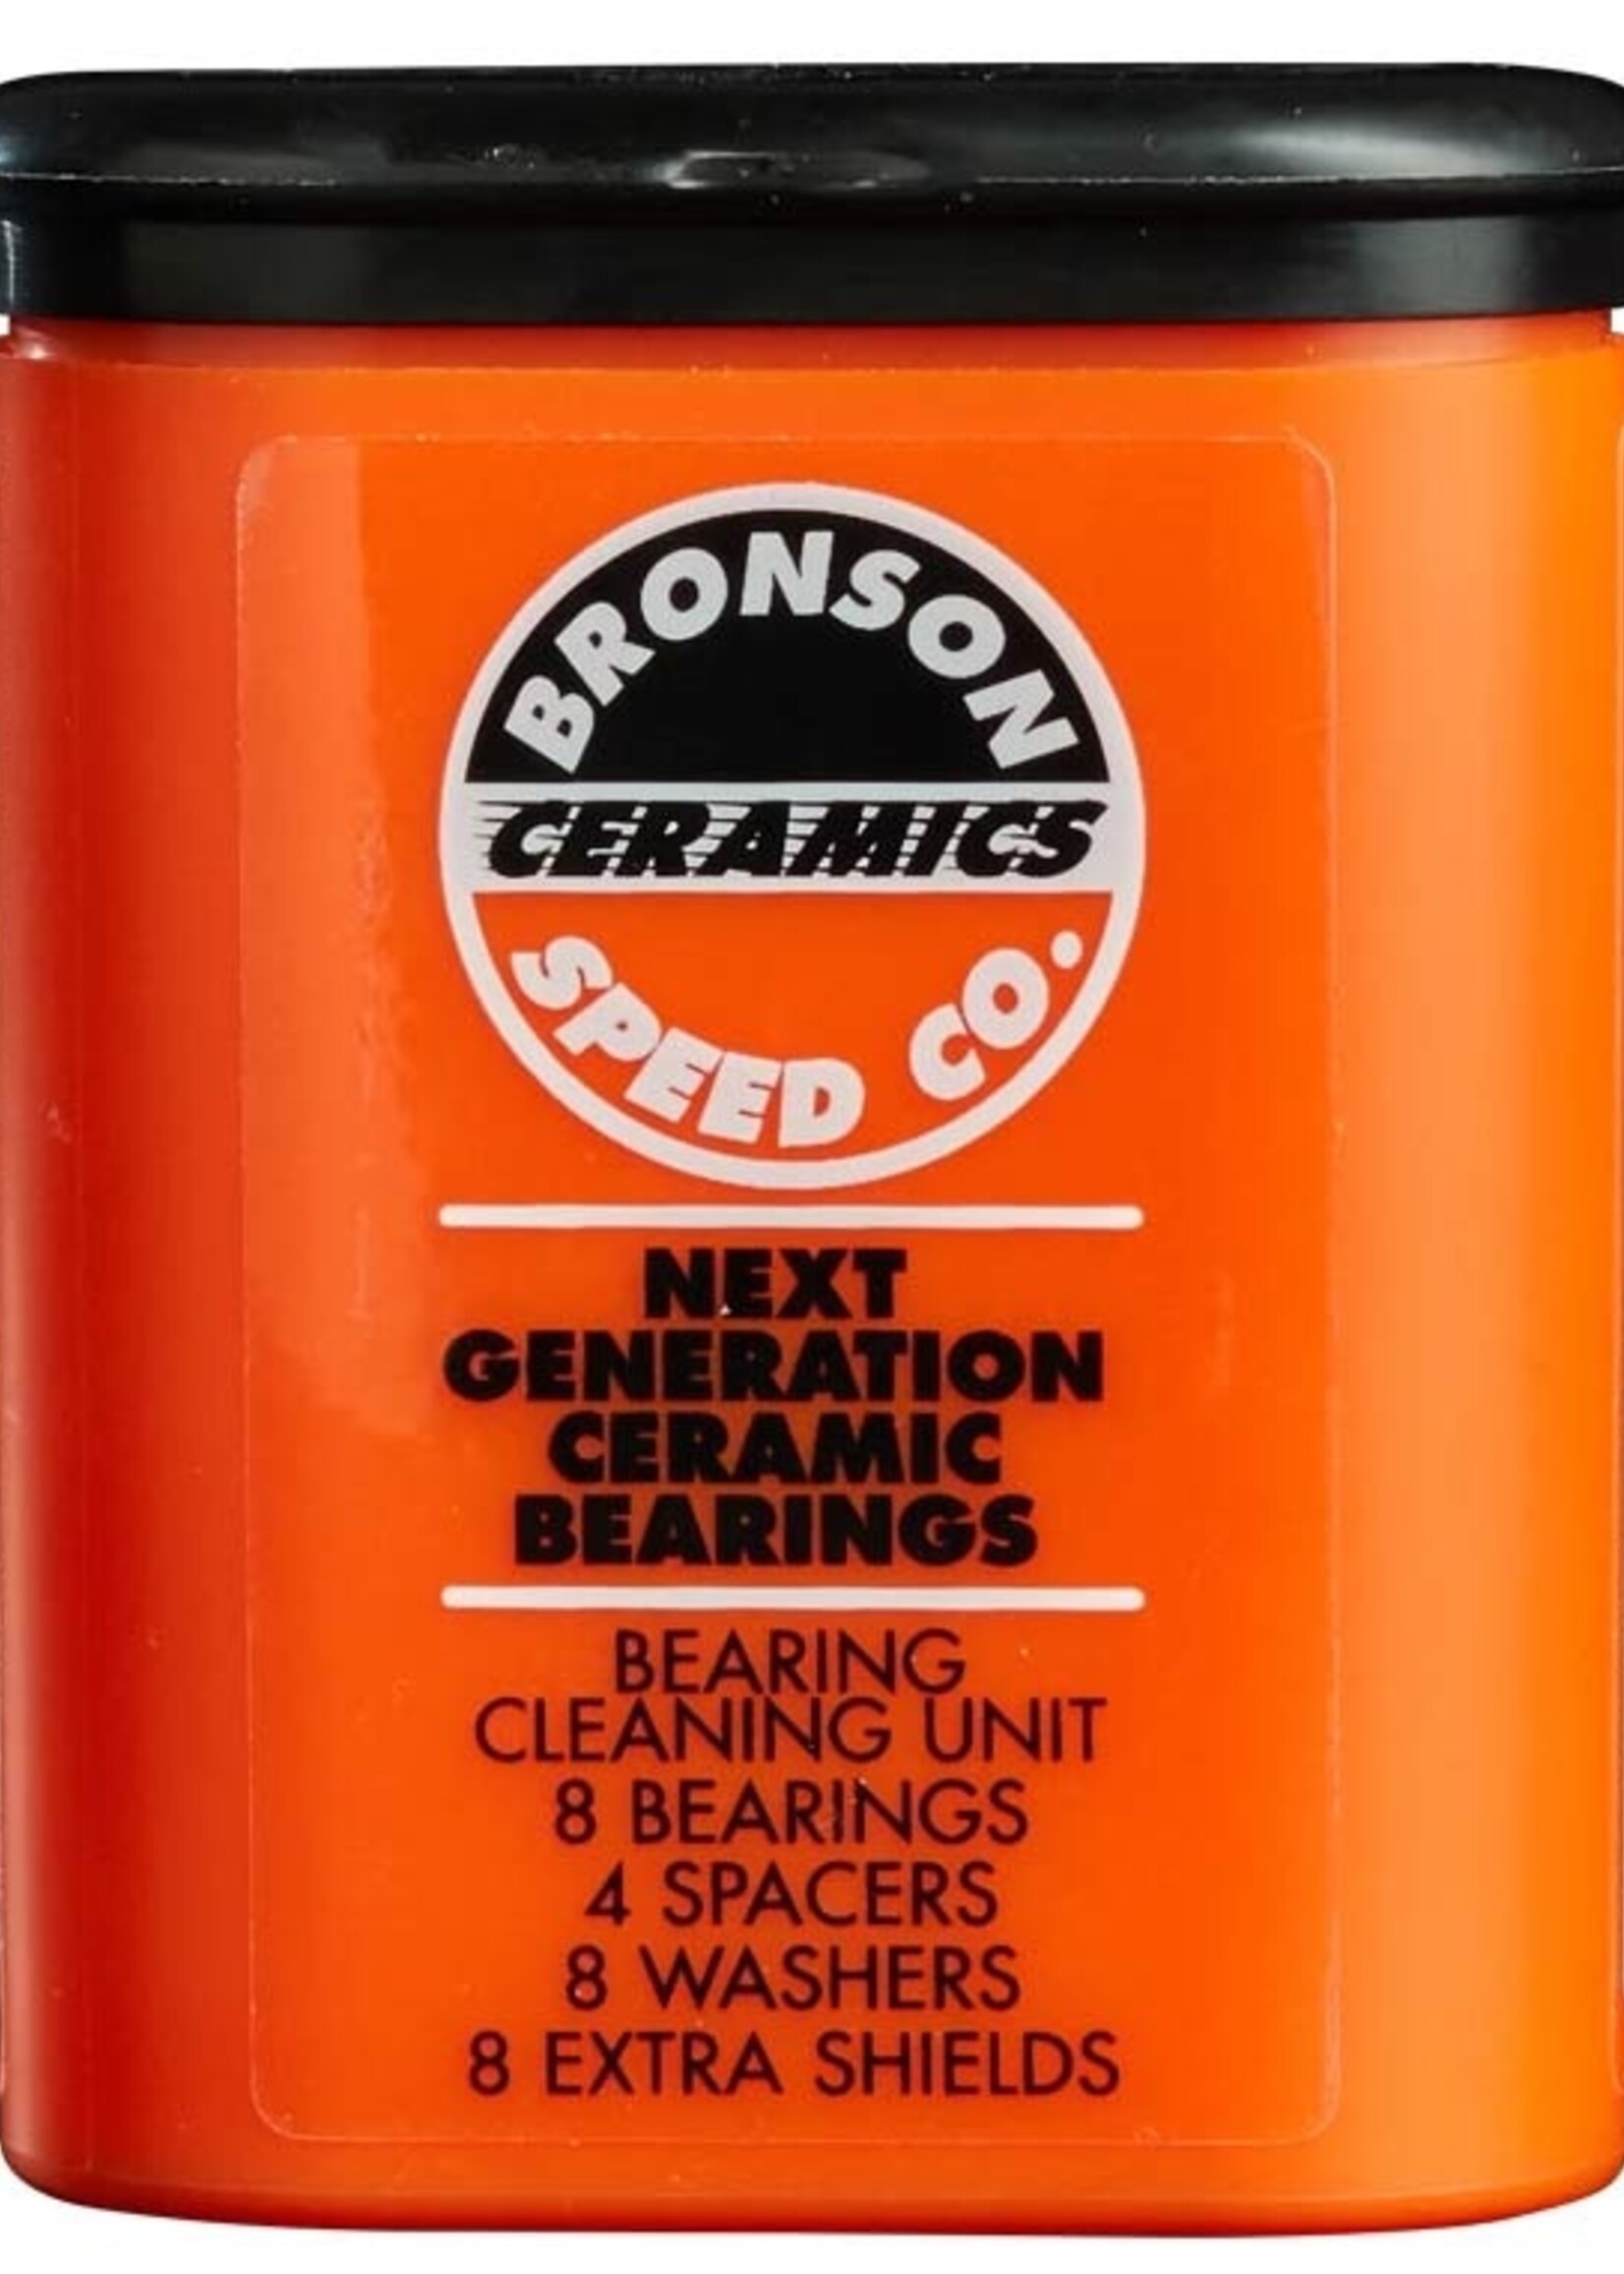 BRONSON
CERAMICS
SPEED CO.
NEXT
GENERATION
CERAMIC
BEARINGS
BEARING
CLEANING UNIT
8 BEARINGS
4 SPACERS
8 WASHERS
8 EXTRA SHIELDS